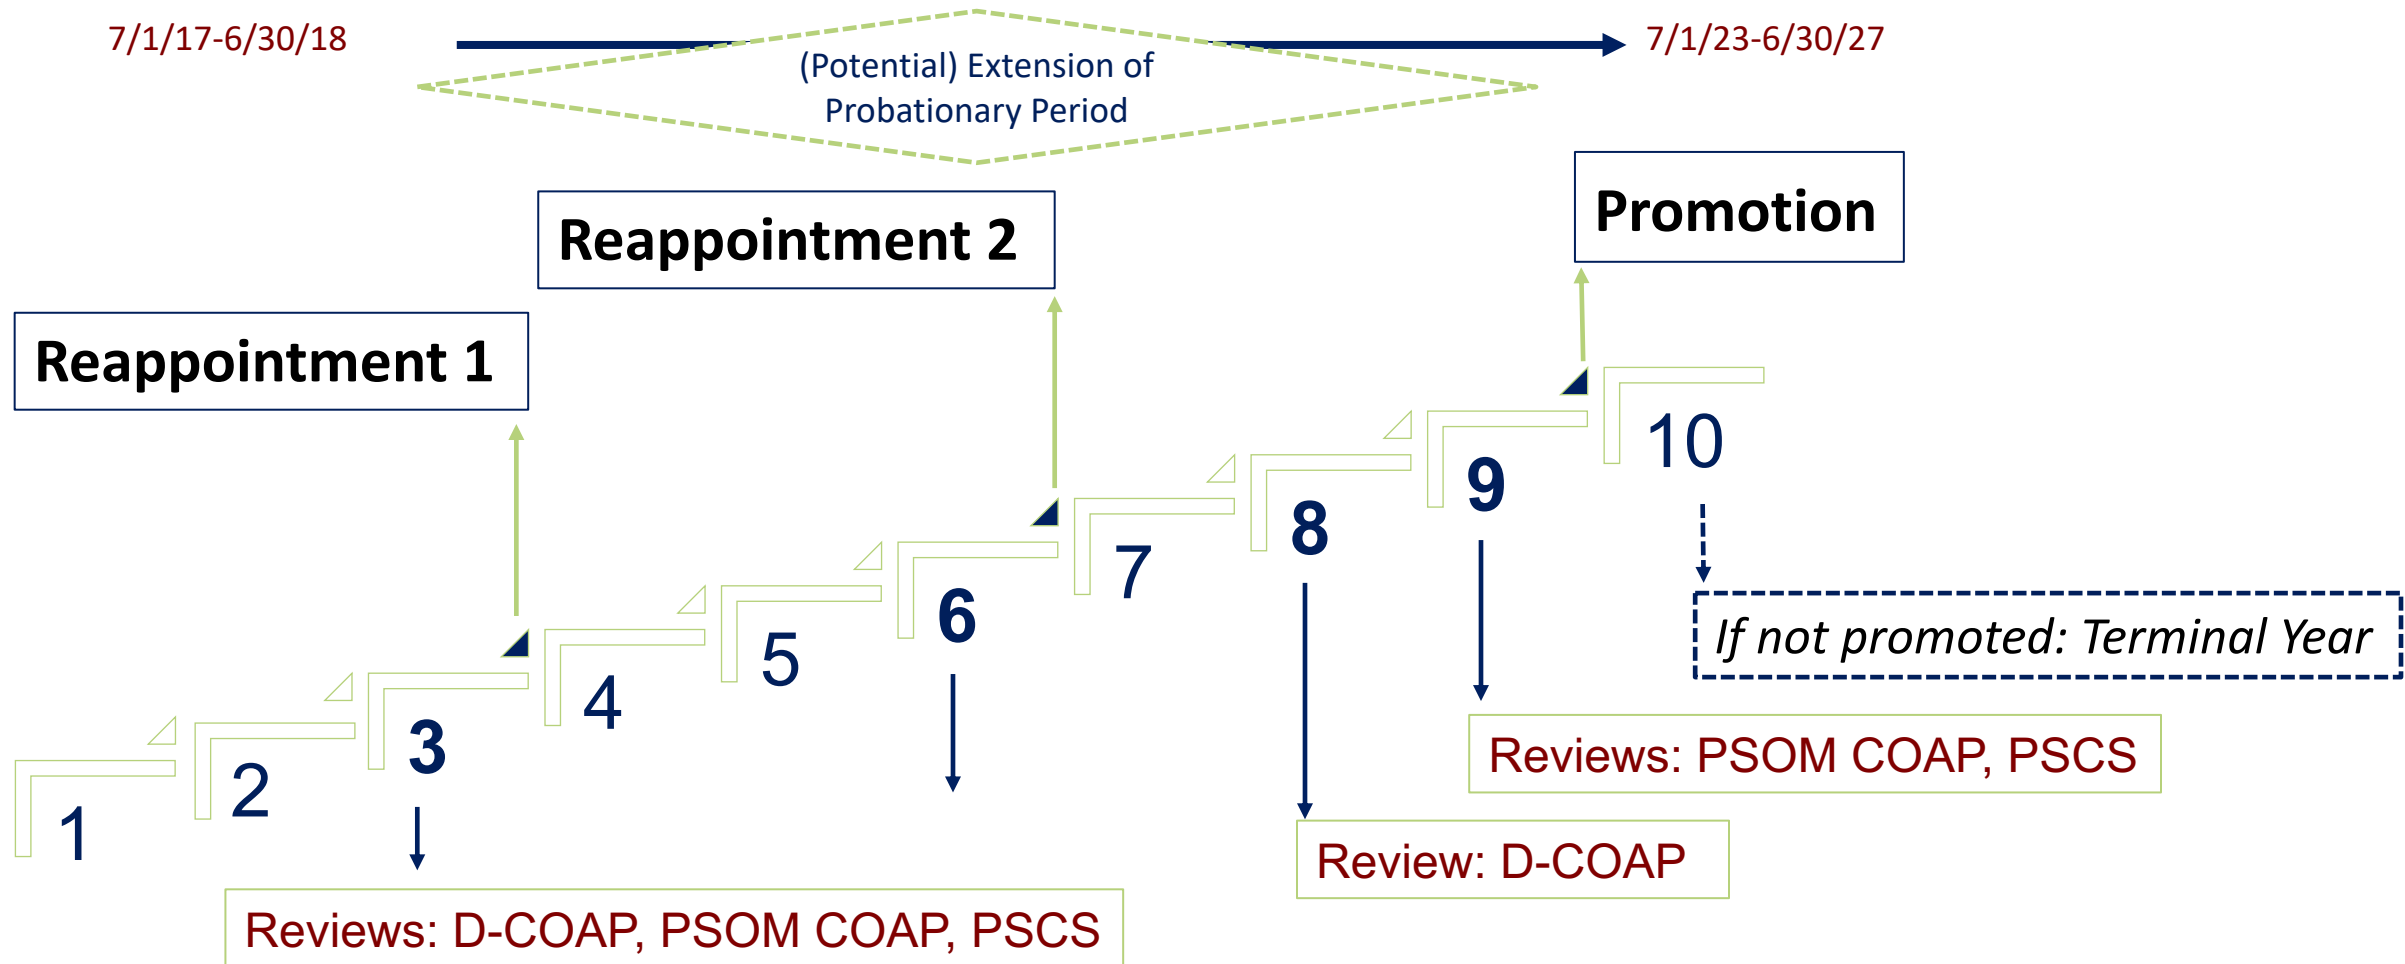 7/1/17-6/30/18
7/1/23-6/30/27
(Potential) Extension of
Probationary Period
Promotion
Reappointment 2
Reappointment 1
10
9
8
7
6
5
4
3
2
1
If not promoted: Terminal Year
Reviews: PSOM COAP, PSCS
Review: D-COAP
Reviews: D-COAP, PSOM COAP, PSCS